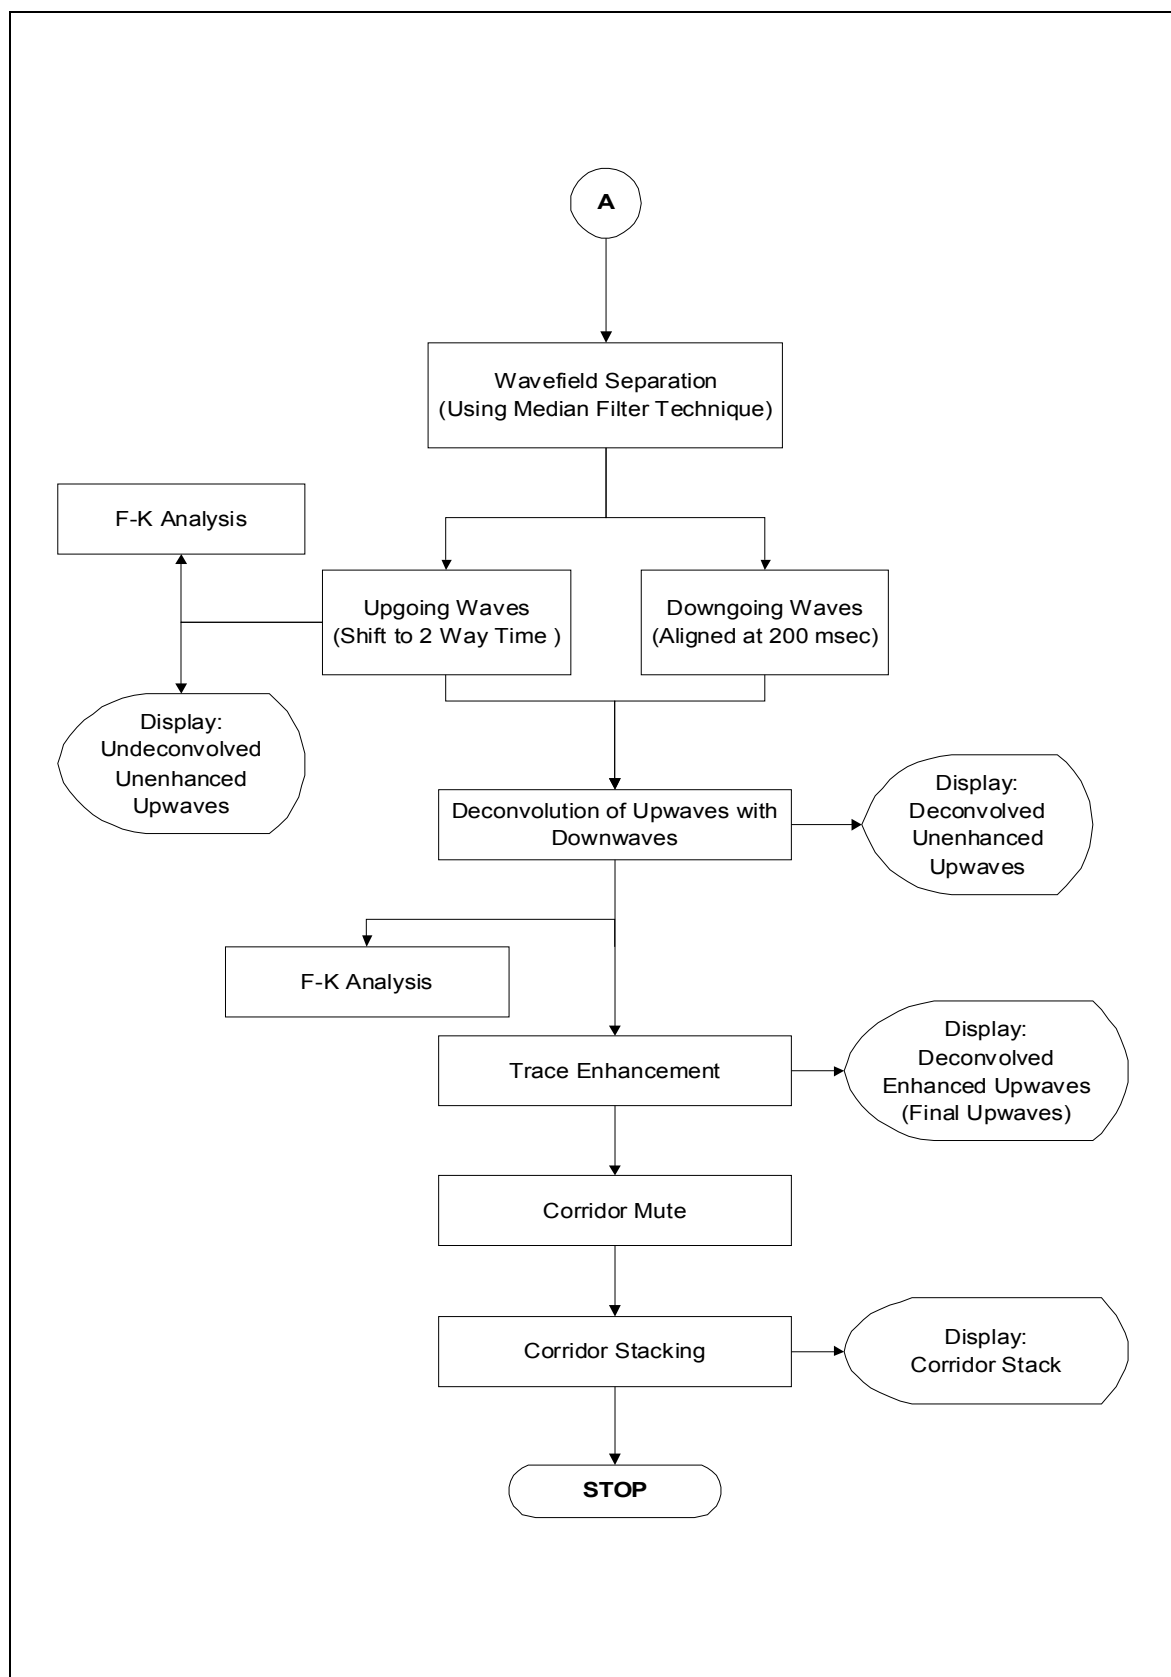 A
Wavefield Separation
(Using Median Filter Technique)
F-K Analysis
Upgoing Waves
(Shift to 2 Way Time )
Downgoing Waves
(Aligned at 200 msec)
Display:
Undeconvolved
Unenhanced
Upwaves
Deconvolution of Upwaves with
Downwaves
Display:
Deconvolved
Unenhanced
Upwaves
F-K Analysis
Trace Enhancement
Display:
Deconvolved
Enhanced Upwaves
(Final Upwaves)
Corridor Mute
Corridor Stacking
Display:
Corridor Stack
STOP